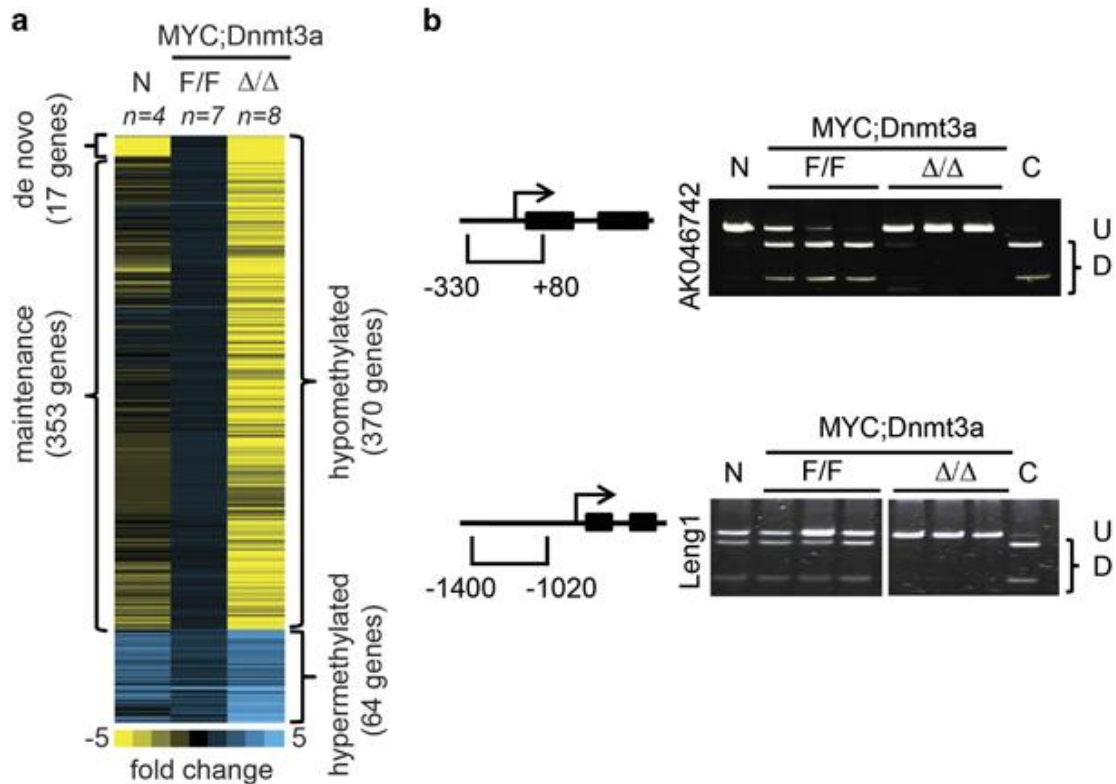 a
MYC;Dnmt3a
N F/F Δ/Δ
n=4 n=7 n=8
de novo
(17 genes)
maintenance
(353 genes)
hypomethylated
(370 genes)
hypermethylated
(64 genes)
-5 5
fold change
b
MYC;Dnmt3a
N F/F Δ/Δ C
AK046742
U
D
-330 +80
MYC;Dnmt3a
N F/F Δ/Δ C
Leng1
U
D
-1400 -1020